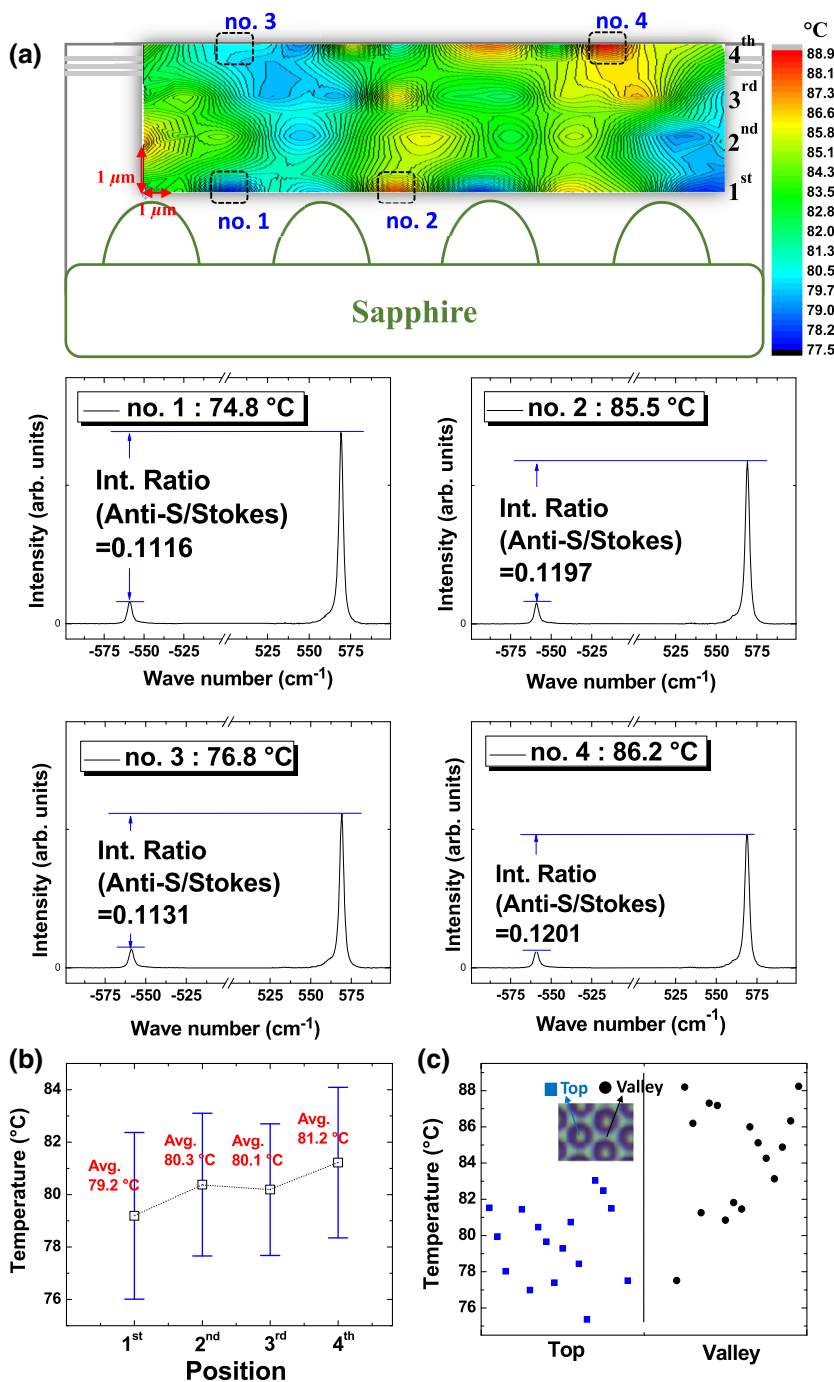 (a)
no. 3
no. 4
°C
4th
3rd
2nd
1st
88.9
88.1
87.3
86.6
85.8
85.1
84.3
83.6
82.8
82.0
81.3
80.5
79.7
79.0
78.2
77.5
1 µm
1 µm
no. 1
no. 2
Sapphire
no. 1 : 74.8 °C
Int. Ratio
(Anti-S/Stokes)
=0.1116
Intensity (arb. units)
0
-575 -550 -525 525 550 575
Wave number (cm-1)
no. 2 : 85.5 °C
Int. Ratio
(Anti-S/Stokes)
=0.1197
Intensity (arb. units)
0
-575 -550 -525 525 550 575
Wave number (cm-1)
no. 3 : 76.8 °C
Int. Ratio
(Anti-S/Stokes)
=0.1131
Intensity (arb. units)
0
-575 -550 -525 525 550 575
Wave number (cm-1)
no. 4 : 86.2 °C
Int. Ratio
(Anti-S/Stokes)
=0.1201
Intensity (arb. units)
0
-575 -550 -525 525 550 575
Wave number (cm-1)
(b)
84
82
80
78
76
Temperature (°C)
Avg.
79.2 °C
Avg.
80.3 °C
Avg.
80.1 °C
Avg.
81.2 °C
1st 2nd 3rd 4th
Position
(c)
88
86
84
82
80
78
76
Temperature (°C)
Top
Valley
Top Valley